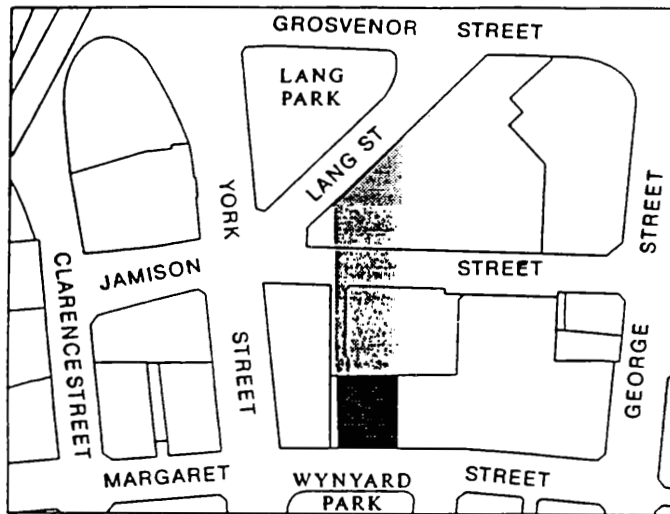 GROSVENOR STREET
LANG
PARK
LANG ST
YORK
STREET
JAMISON
STREET
STREET
GEORGE
CLARENCE STREET
MARGARET
STREET
WYNYARD
PARK